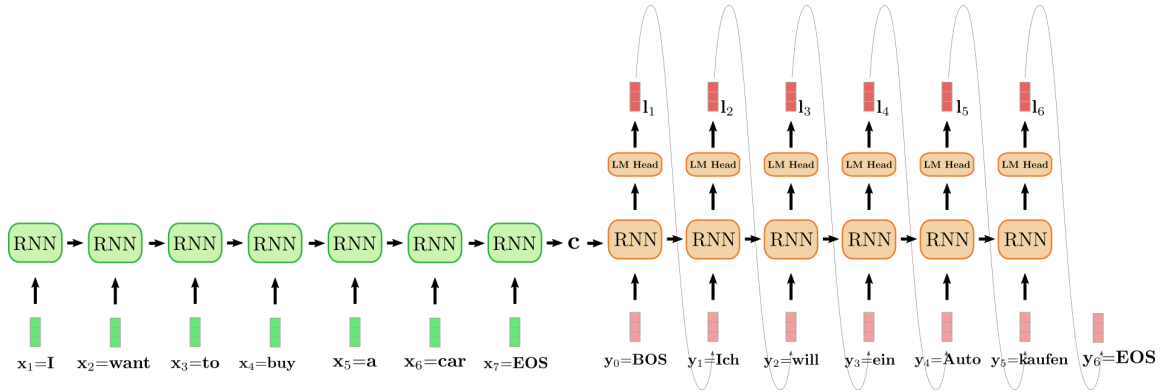 l₁ l₂ l₃ l₄ l₅ l₆
LM Head LM Head LM Head LM Head LM Head LM Head
RNN RNN RNN RNN RNN RNN RNN c RNN RNN RNN RNN RNN RNN
x₁=I x₂=want x₃=to x₄=buy x₅=a x₆=car x₇=EOS y₀=BOS y₁=Ich y₂=will y₃=ein y₄=Auto y₅=kaufen y₆=EOS